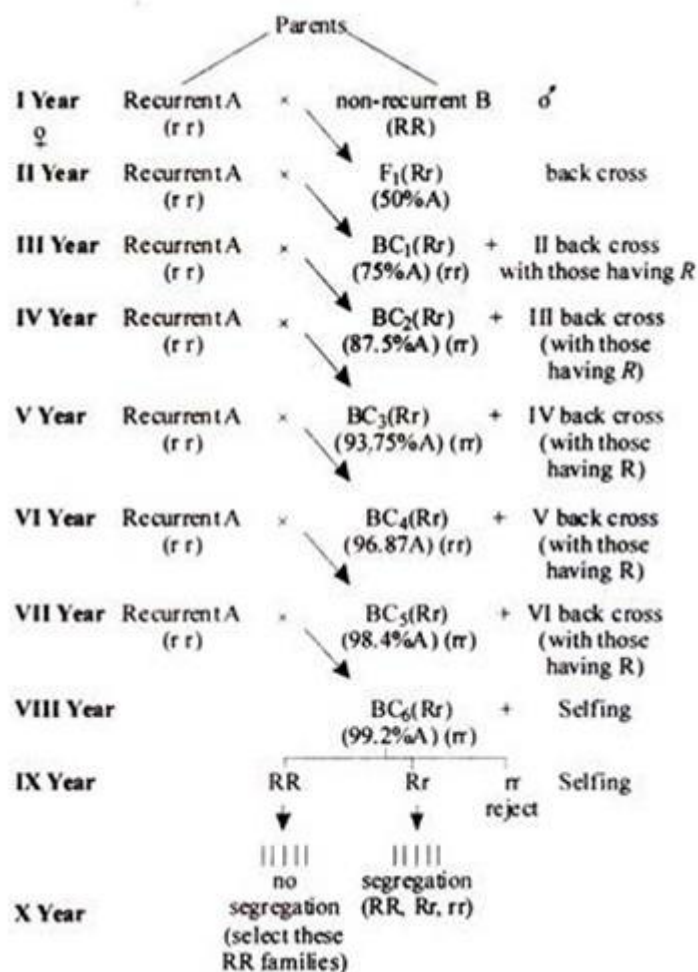 Parents
I Year Recurrent A × non-recurrent B ♂
(r r) (RR)
♀
II Year Recurrent A × F₁(Rr) back cross
(r r) (50%A)
III Year Recurrent A × BC₁(Rr) + II back cross
(r r) (75%A) (rr) with those having R
IV Year Recurrent A × BC₂(Rr) + III back cross
(r r) (87.5%A) (rr) (with those
having R)
V Year Recurrent A × BC₃(Rr) + IV back cross
(r r) (93.75%A) (rr) (with those
having R)
VI Year Recurrent A × BC₄(Rr) + V back cross
(r r) (96.87A) (rr) (with those
having R)
VII Year Recurrent A × BC₅(Rr) + VI back cross
(r r) (98.4%A) (rr) (with those
having R)
VIII Year BC₆(Rr) + Selfing
(99.2%A) (rr)
IX Year RR Rr rr Selfing
reject
no segregation
X Year segregation (RR, Rr, rr)
(select these
RR families)